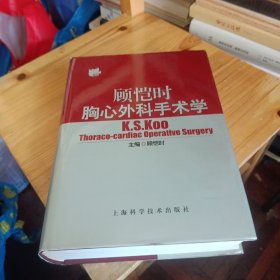 顾恺时
胸心外科手术学
K.S.Koo
Thoraco-cardiac Operative Surgery
主编 顾恺时
上海科学技术出版社